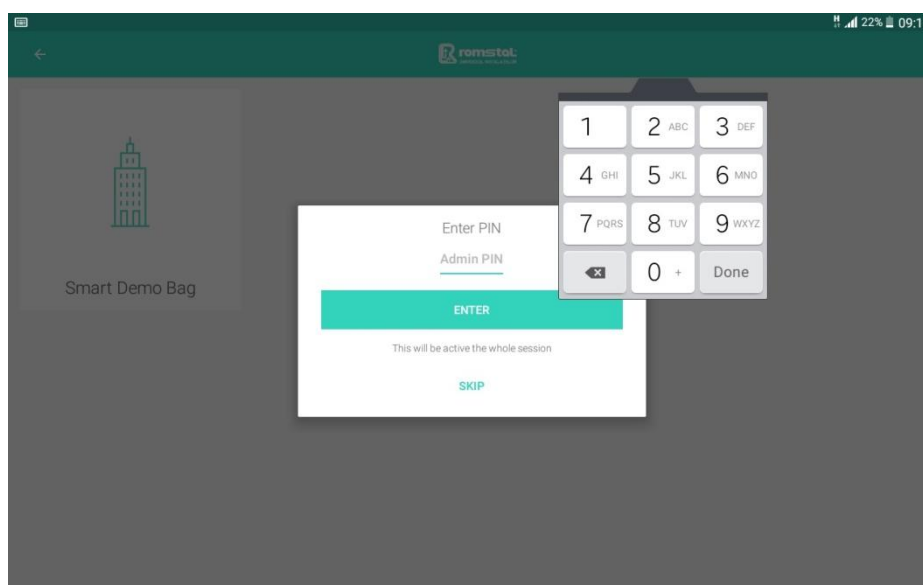 H 22% 09:1
romstal
1
2 ABC
3 DEF
4 GHI
5 JKL
6 MNO
7 PQRS
8 TUV
9 WXYZ
0 +
Done
Enter PIN
Admin PIN
ENTER
This will be active the whole session
SKIP
Smart Demo Bag